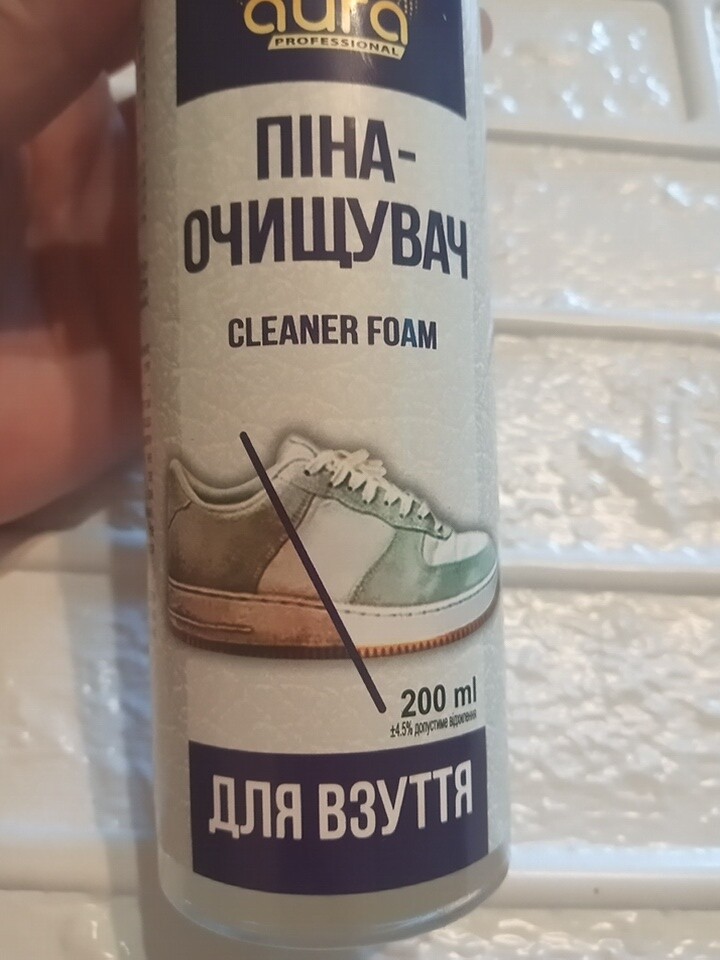 aura
PROFESSIONAL
ПІНА-
ОЧИЩУВАЧ
CLEANER FOAM
200 ml
±4.5% допустиме відхилення
ДЛЯ ВЗУТТЯ